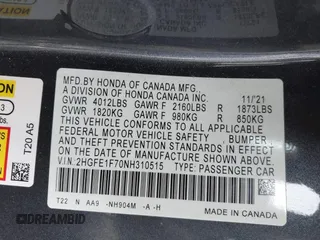 MFD.BY HONDA OF CANADA MFG.,
A DIVISION OF HONDA CANADA INC. 11/'21
GVWR 4012LBS GAWR F 2160LBS R 1873LBS
GVWR 1820KG GAWR F 980KG R 850KG
THIS VEHICLE CONFORMS TO ALL APPLICABLE
FEDERAL MOTOR VEHICLE SAFETY, BUMPER,
AND THEFT PREVENTION STANDARDS IN EFFECT
ON THE DATE OF MANUFACTURE SHOWN ABOVE.
VIN:2HGFE1F70NH310515 TYPE:PASSENGER CAR
T22 N AA9 -NH904M -A -H
MADE IN CANADA
T20 A5
DREAMBID